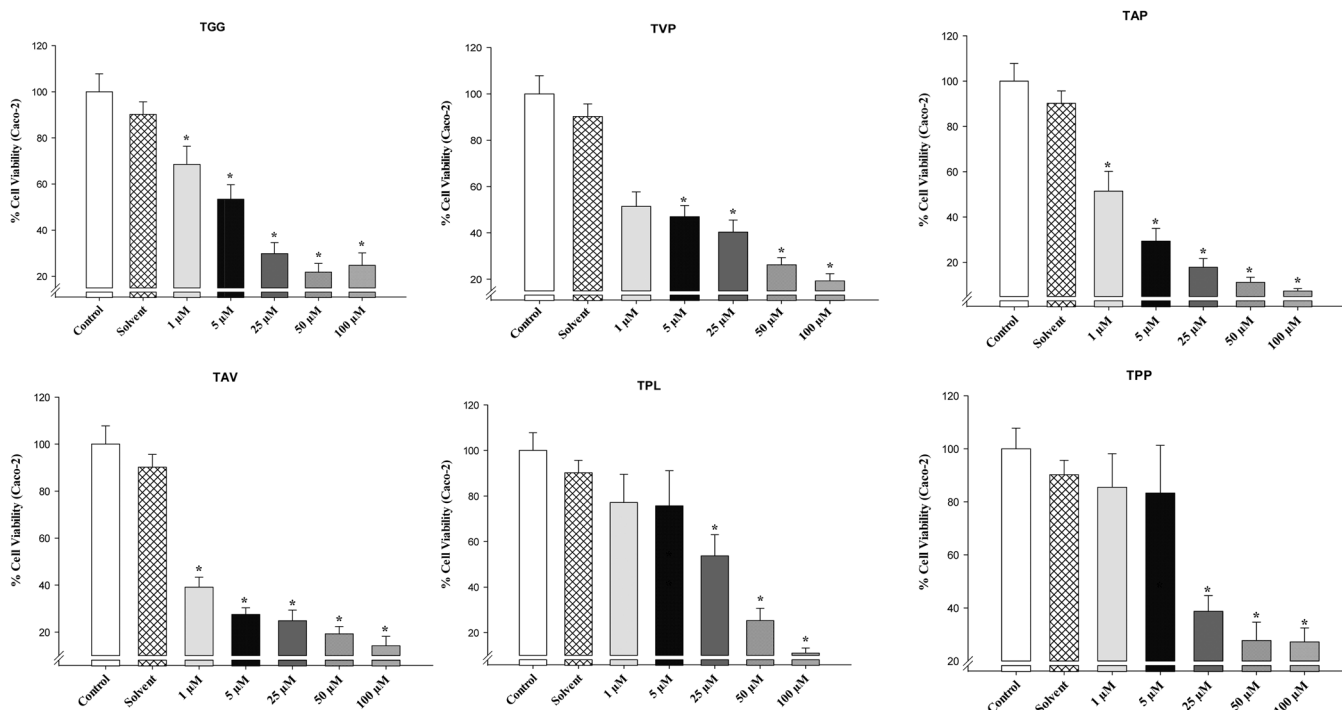 TGG
% Cell Viability (Caco-2)
120
100
80
60
40
20
*
*
*
*
*
Control
Solvent
1 µM
5 µM
25 µM
50 µM
100 µM
TVP
% Cell Viability (Caco-2)
120
100
80
60
40
20
*
*
*
*
Control
Solvent
1 µM
5 µM
25 µM
50 µM
100 µM
TAP
% Cell Viability (Caco-2)
120
100
80
60
40
20
*
*
*
*
*
Control
Solvent
1 µM
5 µM
25 µM
50 µM
100 µM
TAV
% Cell Viability (Caco-2)
120
100
80
60
40
20
*
*
*
*
*
Control
Solvent
1 µM
5 µM
25 µM
50 µM
100 µM
TPL
% Cell Viability (Caco-2)
120
100
80
60
40
20
*
*
*
Control
Solvent
1 µM
5 µM
25 µM
50 µM
100 µM
TPP
% Cell Viability (Caco-2)
120
100
80
60
40
20
*
*
*
Control
Solvent
1 µM
5 µM
25 µM
50 µM
100 µM